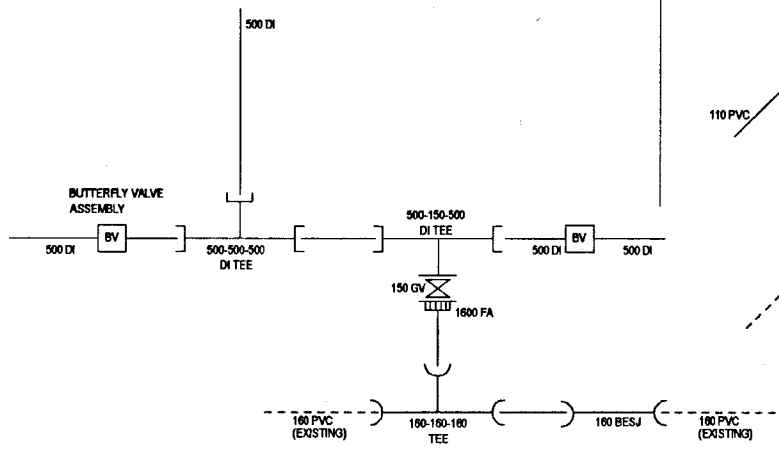 500 DI
110 PVC
BUTTERFLY VALVE
ASSEMBLY
500-150-500
DI TEE
BV
BV
500 DI
500-500-500
DI TEE
500 DI
500 DI
150 GV
1600 FA
160 PVC
(EXISTING)
160-160-160
TEE
160 BESJ
160 PVC
(EXISTING)